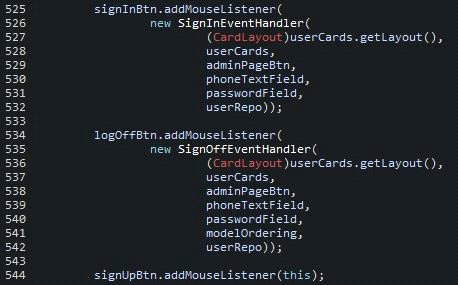 525 signInBtn.addMouseListener(
526 new SignInEventHandler(
527 (CardLayout)userCards.getLayout(),
528 userCards,
529 adminPageBtn,
530 phoneTextField,
531 passwordField,
532 userRepo));
533
534 logOffBtn.addMouseListener(
535 new SignOffEventHandler(
536 (CardLayout)userCards.getLayout(),
537 userCards,
538 adminPageBtn,
539 phoneTextField,
540 passwordField,
541 modelOrdering,
542 userRepo));
543
544 signUpBtn.addMouseListener(this);